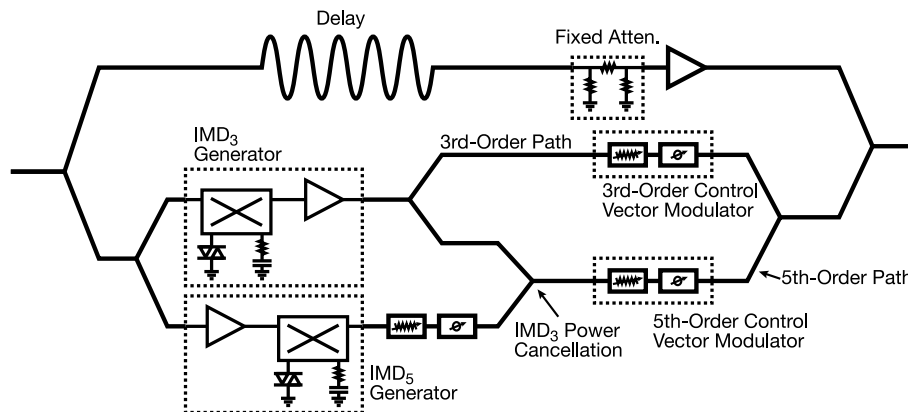 Delay
Fixed Atten.
IMD3
Generator
3rd-Order Path
3rd-Order Control
Vector Modulator
5th-Order Path
IMD3 Power
Cancellation
5th-Order Control
Vector Modulator
IMD5
Generator